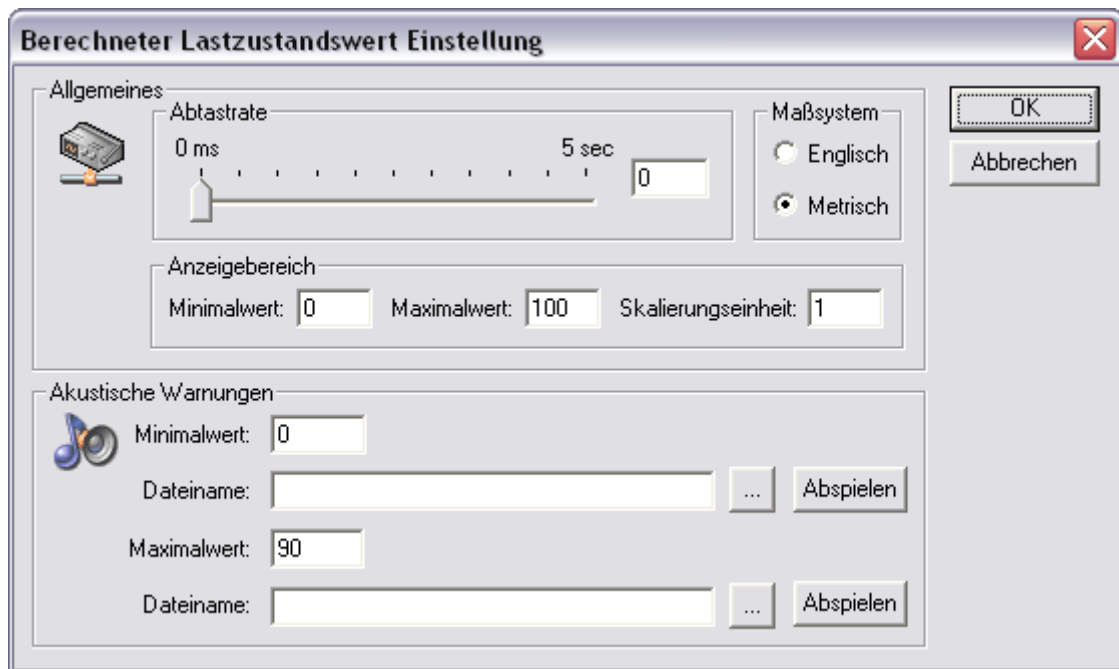 Berechneter Lastzustandswert Einstellung
Allgemeines
Abtastrate
0 ms 5 sec
0
Maßsystem
Englisch
Metrisch
OK
Abbrechen
Anzeigebereich
Minimalwert: 0 Maximalwert: 100 Skalierungseinheit: 1
Akustische Warnungen
Minimalwert: 0
Dateiname: ... Abspielen
Maximalwert: 90
Dateiname: ... Abspielen